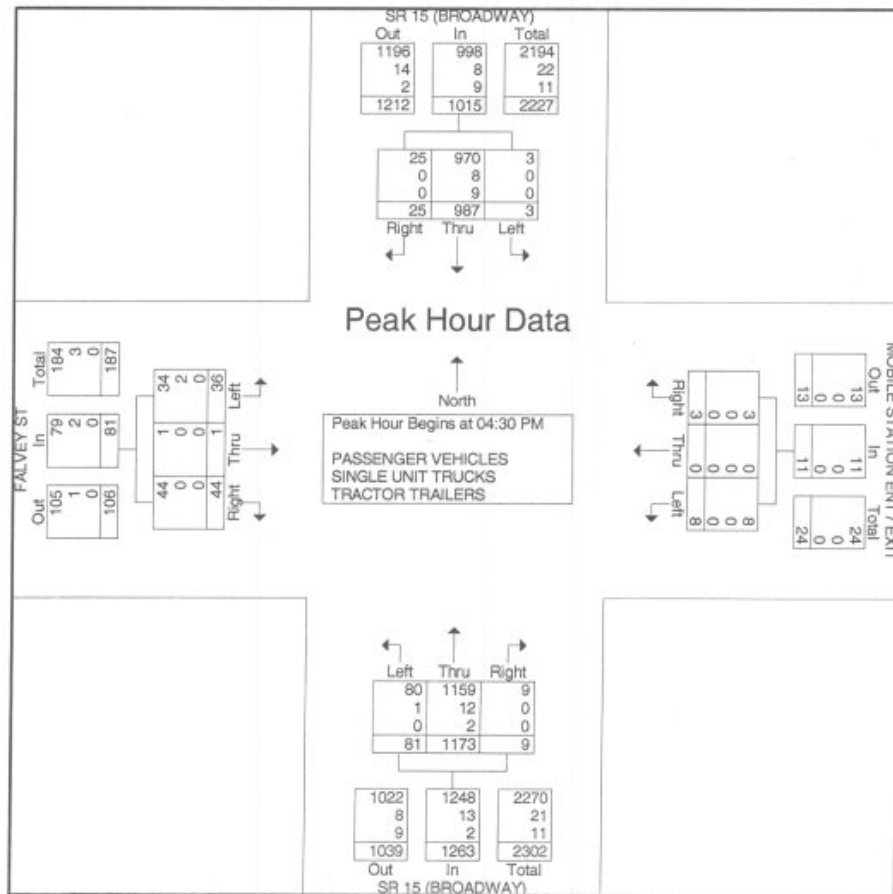 SR 15 (BROADWAY)
Out In Total
1196 998 2194
14 8 22
2 9 11
1212 1015 2227
25 970 3
0 8 0
0 9 0
25 987 3
Right Thru Left
Peak Hour Data
North
Peak Hour Begins at 04:30 PM
PASSENGER VEHICLES
SINGLE UNIT TRUCKS
TRACTOR TRAILERS
FALVEY ST
Out In Total
105 79 184
1 2 3
0 0 0
106 81 187
34 1 44
2 0 0
0 0 0
36 1 44
Left Thru Right
MOBILE STATION ENT / EXIT
Out In Total
13 11 24
0 0 0
0 0 0
13 11 24
Right Thru Left
3 0 8
0 0 0
0 0 0
3 0 8
Left Thru Right
80 1159 9
1 12 0
0 2 0
81 1173 9
1022 1248 2270
8 13 21
9 2 11
1039 1263 2302
Out In Total
SR 15 (BROADWAY)